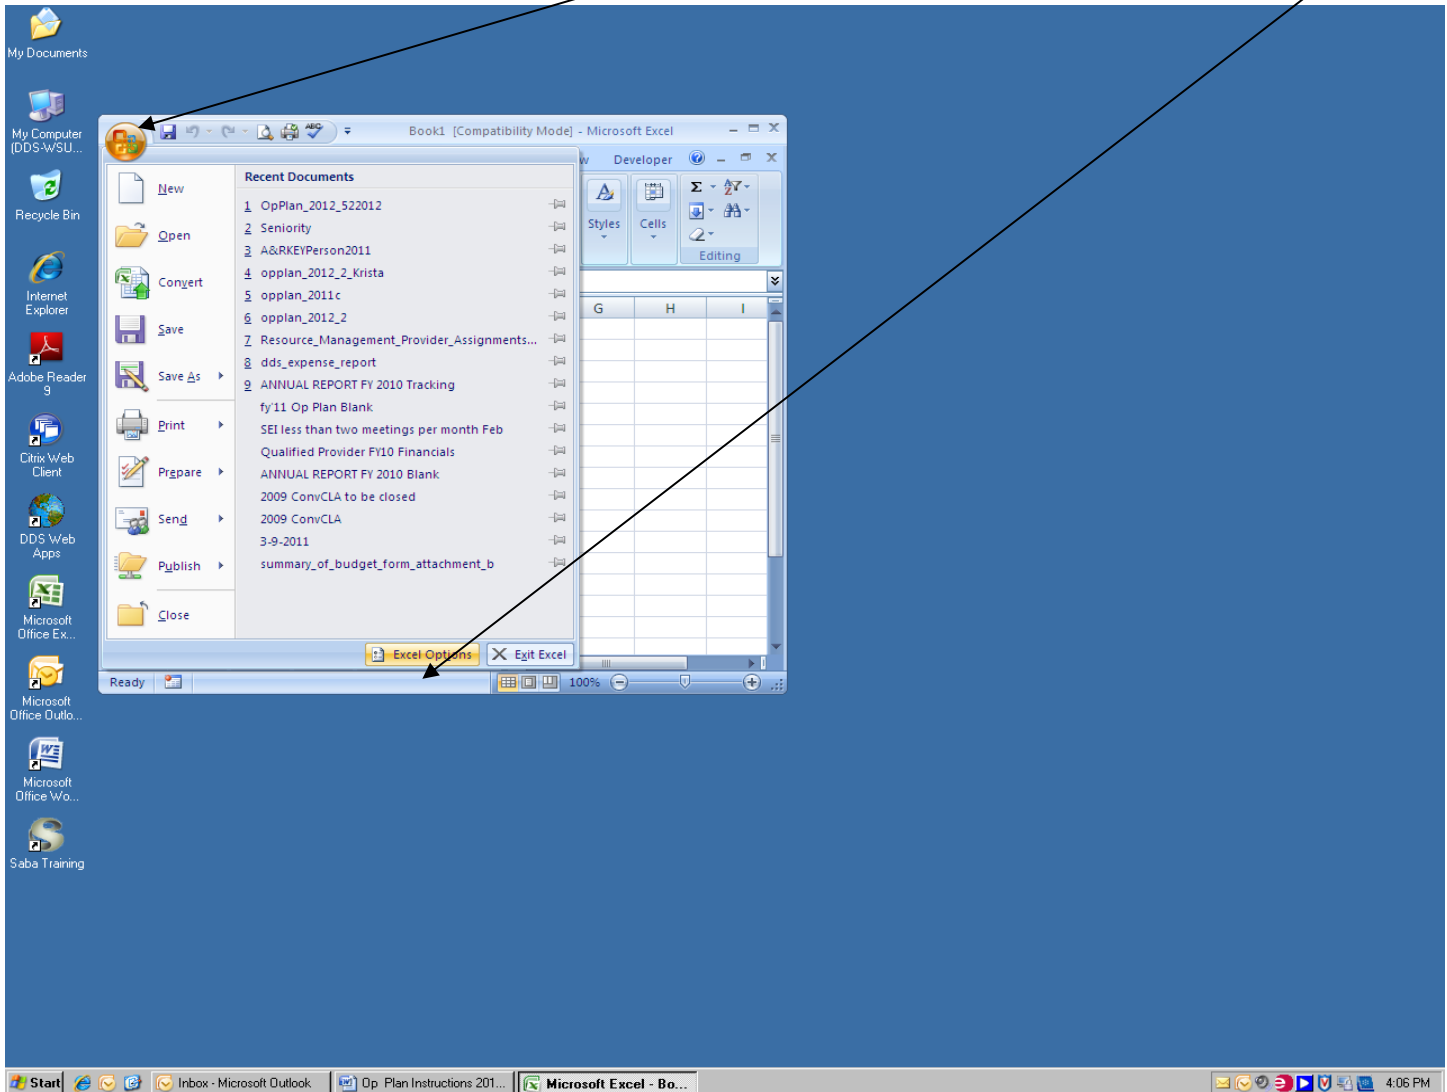 My Documents
My Computer
(DDS-WSU...
Recycle Bin
Internet
Explorer
Adobe Reader
9
Citrix Web
Client
DDS Web
Apps
Microsoft
Office Ex...
Microsoft
Office Outlo...
Microsoft
Office Wo...
Saba Training
Book1 [Compatibility Mode] - Microsoft Excel
w Developer
New
Open
Convert
Save
Save As
Print
Prepare
Send
Publish
Close
Recent Documents
1 OpPlan_2012_522012
2 Seniority
3 A&RKEYPerson2011
4 opplan_2012_2_Krista
5 opplan_2011c
6 opplan_2012_2
7 Resource_Management_Provider_Assignments...
8 dds_expense_report
9 ANNUAL REPORT FY 2010 Tracking
fy'11 Op Plan Blank
SEI less than two meetings per month Feb
Qualified Provider FY10 Financials
ANNUAL REPORT FY 2010 Blank
2009 ConvCLA to be closed
2009 ConvCLA
3-9-2011
summary_of_budget_form_attachment_b
Excel Options
Exit Excel
Styles
Cells
Editing
G H I
Ready
100%
Start
Inbox - Microsoft Outlook
Op Plan Instructions 201...
Microsoft Excel - Bo...
4:06 PM